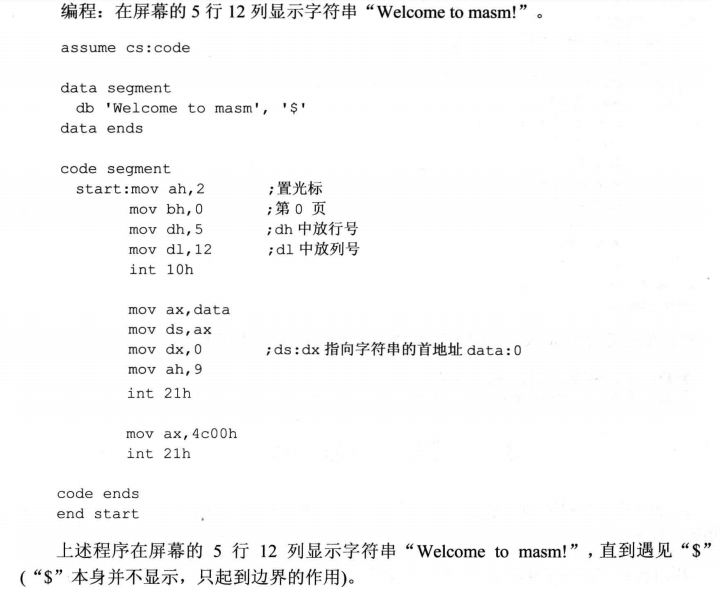 编程：在屏幕的 5 行 12 列显示字符串“Welcome to masm!”。
assume cs:code
data segment
db 'Welcome to masm', '$'
data ends
code segment
start:mov ah,2 ;置光标
mov bh,0 ;第 0 页
mov dh,5 ;dh 中放行号
mov dl,12 ;dl 中放列号
int 10h
mov ax,data
mov ds,ax
mov dx,0 ;ds:dx 指向字符串的首地址 data:0
mov ah,9
int 21h
mov ax,4c00h
int 21h
code ends
end start
上述程序在屏幕的 5 行 12 列显示字符串“Welcome to masm!”，直到遇见“$”
(“$”本身并不显示，只起到边界的作用)。